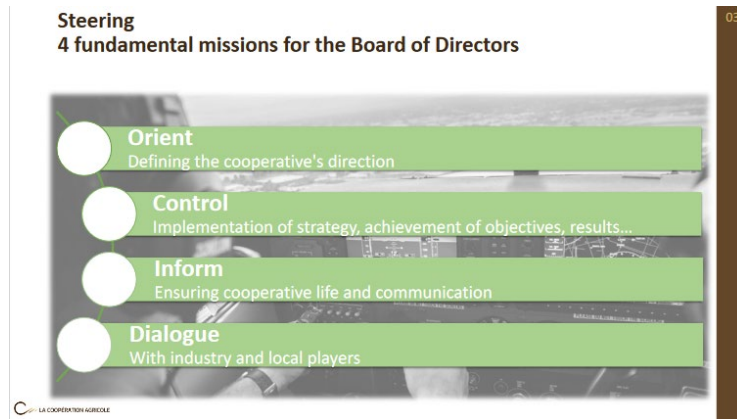 Steering
4 fundamental missions for the Board of Directors
03
Orient
Defining the cooperative's direction
Control
Implementation of strategy, achievement of objectives, results...
Inform
Ensuring cooperative life and communication
Dialogue
With industry and local players
LA COOPÉRATION AGRICOLE